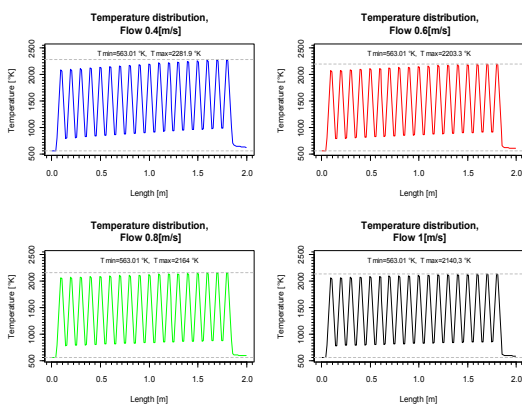 Temperature distribution,
Flow 0.4[m/s]
T min=563.01 °K, T max=2281.9 °K
Temperature [°K]
500 1000 1500 2000 2500
0.0 0.5 1.0 1.5 2.0
Length [m]
Temperature distribution,
Flow 0.6[m/s]
T min=563.01 °K, T max=2203.3 °K
Temperature [°K]
500 1000 1500 2000 2500
0.0 0.5 1.0 1.5 2.0
Length [m]
Temperature distribution,
Flow 0.8[m/s]
T min=563.01 °K, T max=2164 °K
Temperature [°K]
500 1000 1500 2000 2500
0.0 0.5 1.0 1.5 2.0
Length [m]
Temperature distribution,
Flow 1[m/s]
T min=563.01 °K, T max=2140.3 °K
Temperature [°K]
500 1000 1500 2000 2500
0.0 0.5 1.0 1.5 2.0
Length [m]